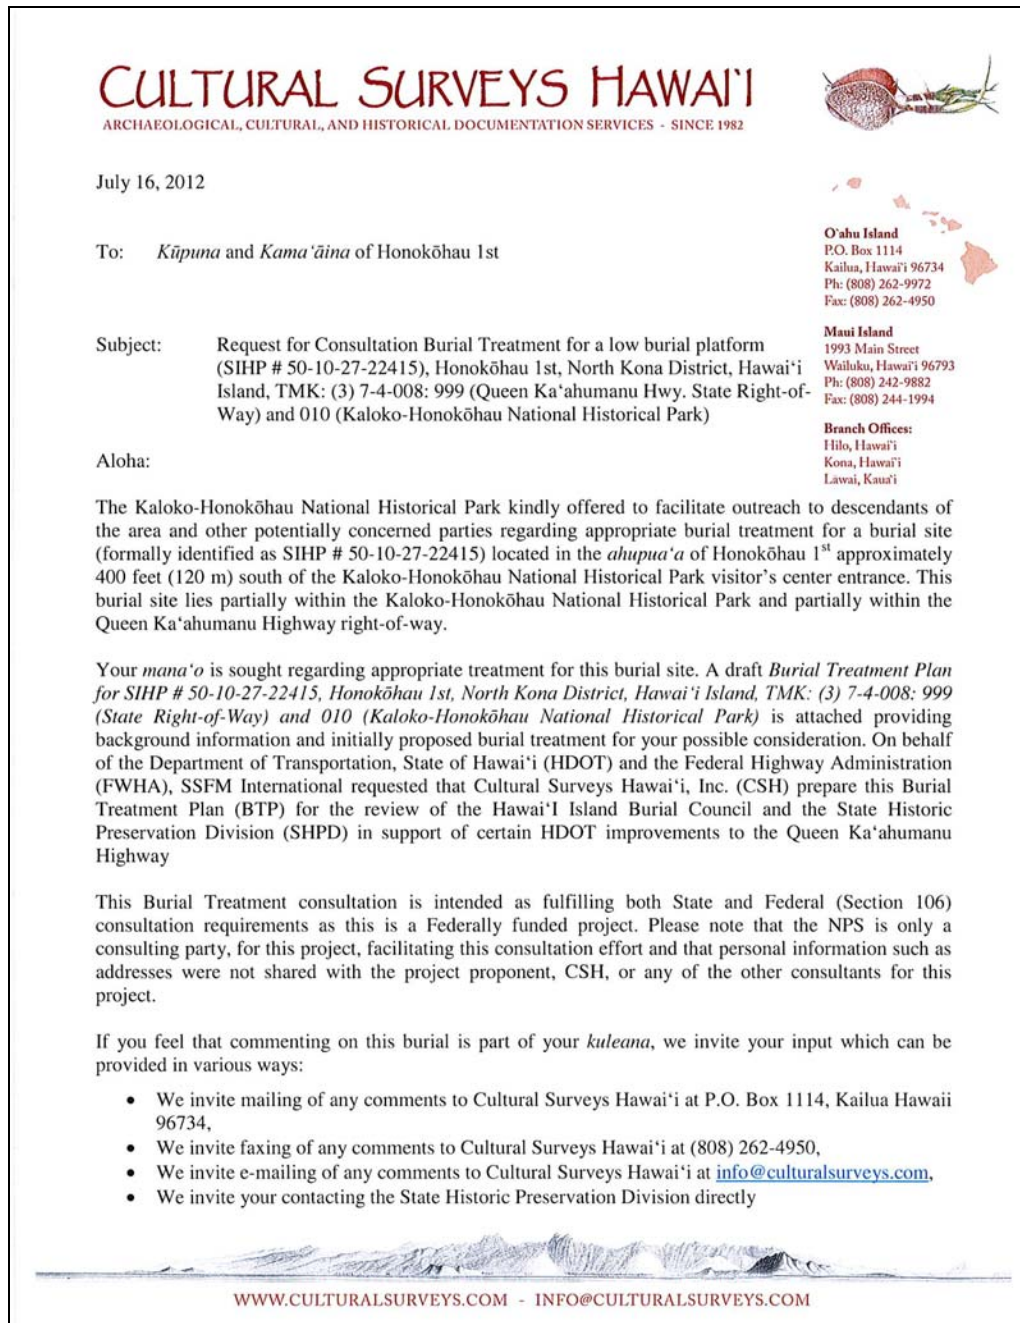 CULTURAL SURVEYS HAWAI'I
ARCHAEOLOGICAL, CULTURAL, AND HISTORICAL DOCUMENTATION SERVICES - SINCE 1982
July 16, 2012
To: Kūpuna and Kama‘āina of Honokōhau 1st
O'ahu Island
P.O. Box 1114
Kailua, Hawai'i 96734
Ph: (808) 262-9972
Fax: (808) 262-4950
Maui Island
1993 Main Street
Wailuku, Hawai'i 96793
Ph: (808) 242-9882
Fax: (808) 244-1994
Branch Offices:
Hilo, Hawai'i
Kona, Hawai'i
Lawai, Kaua'i
Subject: Request for Consultation Burial Treatment for a low burial platform
(SIHP # 50-10-27-22415), Honokōhau 1st, North Kona District, Hawai‘i
Island, TMK: (3) 7-4-008: 999 (Queen Ka‘ahumanu Hwy. State Right-of-
Way) and 010 (Kaloko-Honokōhau National Historical Park)
Aloha:
The Kaloko-Honokōhau National Historical Park kindly offered to facilitate outreach to descendants of
the area and other potentially concerned parties regarding appropriate burial treatment for a burial site
(formally identified as SIHP # 50-10-27-22415) located in the ahupua‘a of Honokōhau 1st approximately
400 feet (120 m) south of the Kaloko-Honokōhau National Historical Park visitor's center entrance. This
burial site lies partially within the Kaloko-Honokōhau National Historical Park and partially within the
Queen Ka‘ahumanu Highway right-of-way.
Your mana‘o is sought regarding appropriate treatment for this burial site. A draft Burial Treatment Plan
for SIHP # 50-10-27-22415, Honokōhau 1st, North Kona District, Hawai‘i Island, TMK: (3) 7-4-008: 999
(State Right-of-Way) and 010 (Kaloko-Honokōhau National Historical Park) is attached providing
background information and initially proposed burial treatment for your possible consideration. On behalf
of the Department of Transportation, State of Hawai‘i (HDOT) and the Federal Highway Administration
(FWHA), SSFM International requested that Cultural Surveys Hawai‘i, Inc. (CSH) prepare this Burial
Treatment Plan (BTP) for the review of the Hawai‘I Island Burial Council and the State Historic
Preservation Division (SHPD) in support of certain HDOT improvements to the Queen Ka‘ahumanu
Highway
This Burial Treatment consultation is intended as fulfilling both State and Federal (Section 106)
consultation requirements as this is a Federally funded project. Please note that the NPS is only a
consulting party, for this project, facilitating this consultation effort and that personal information such as
addresses were not shared with the project proponent, CSH, or any of the other consultants for this
project.
If you feel that commenting on this burial is part of your kuleana, we invite your input which can be
provided in various ways:
• We invite mailing of any comments to Cultural Surveys Hawai‘i at P.O. Box 1114, Kailua Hawaii
96734,
• We invite faxing of any comments to Cultural Surveys Hawai‘i at (808) 262-4950,
• We invite e-mailing of any comments to Cultural Surveys Hawai‘i at info@culturalsurveys.com,
• We invite your contacting the State Historic Preservation Division directly
WWW.CULTURALSURVEYS.COM - INFO@CULTURALSURVEYS.COM